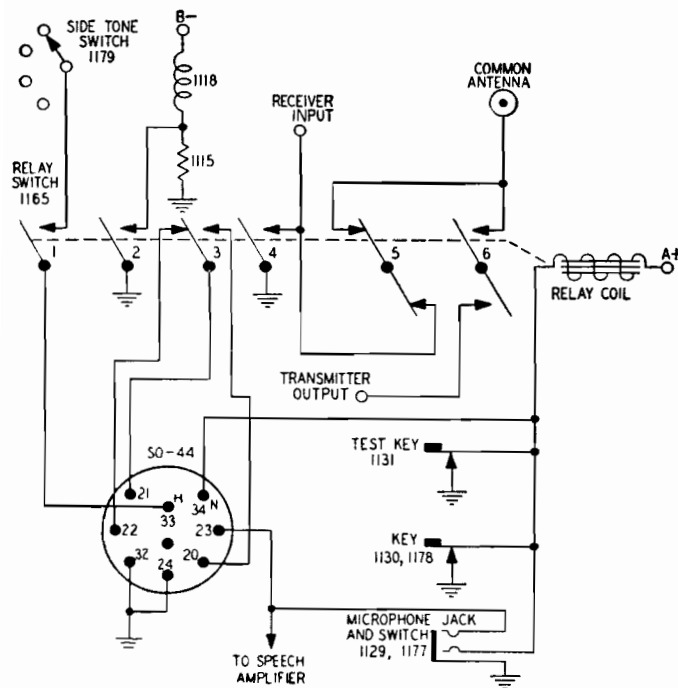 B-
SIDE TONE
SWITCH
1179
1118
COMMON
ANTENNA
RECEIVER
INPUT
1115
RELAY
SWITCH
1165
1
2
3
4
5
6
RELAY COIL
TRANSMITTER
OUTPUT
SO-44
TEST KEY
1131
21
H
33
34 N
22
23
32
24
20
KEY
1130, 1178
MICROPHONE JACK
AND SWITCH
1129, 1177
TO SPEECH
AMPLIFIER